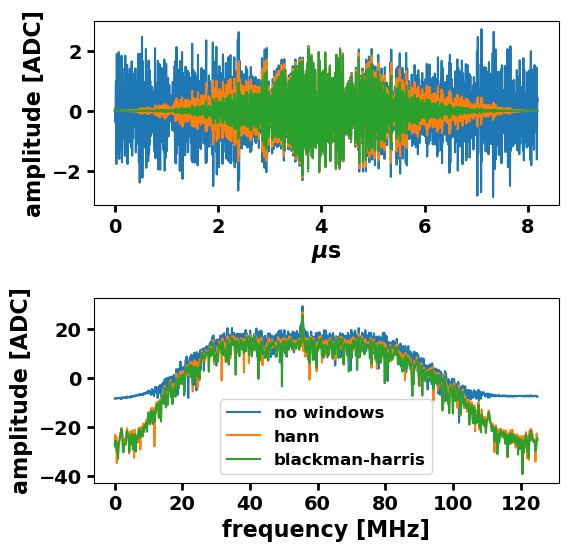 amplitude [ADC]
2
0
−2
0 2 4 6 8
μs
amplitude [ADC]
20
0
−20
−40
no windows
hann
blackman-harris
0 20 40 60 80 100 120
frequency [MHz]